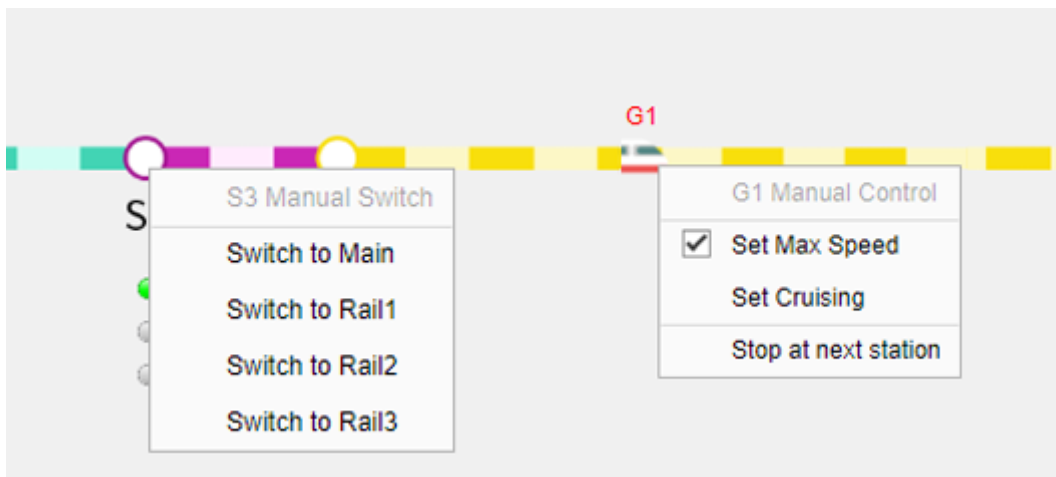 G1
S
S3 Manual Switch
Switch to Main
Switch to Rail1
Switch to Rail2
Switch to Rail3
G1 Manual Control
Set Max Speed
Set Cruising
Stop at next station